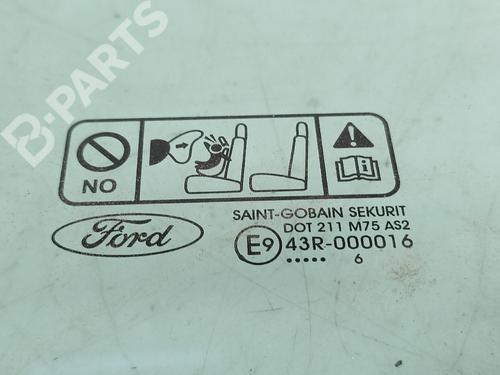 B-PARTS
NO
Ford
SAINT-GOBAIN SEKURIT
DOT 211 M75 AS2
E9 43R-000016
..... 6